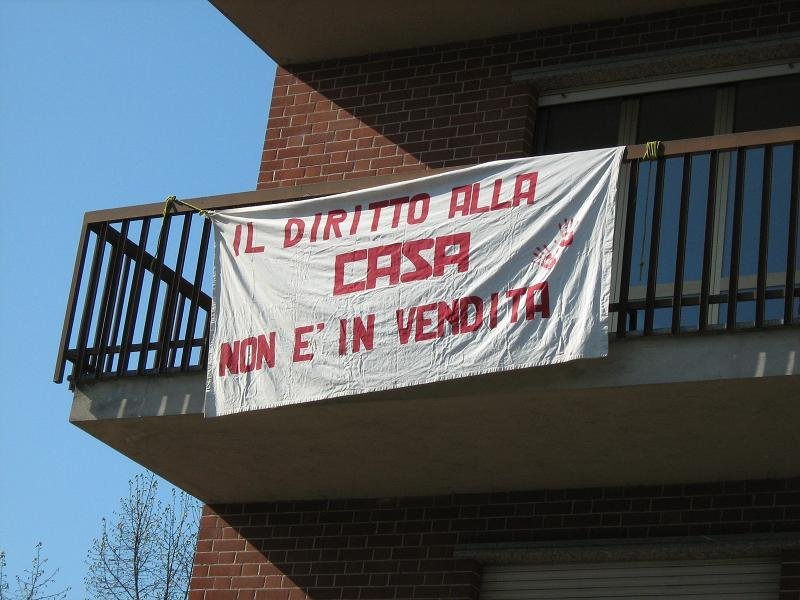 IL DIRITTO ALLA
CASA
NON E' IN VENDITA